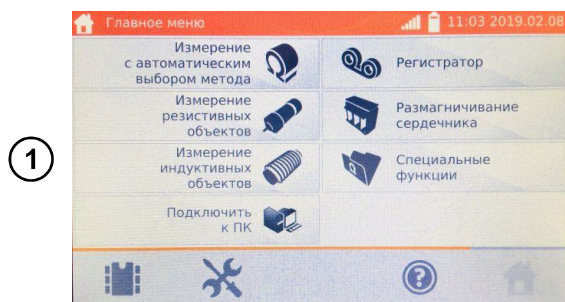 Главное меню
11:03 2019.02.08
Измерение
с автоматическим
выбором метода
Регистратор
Измерение
резистивных
объектов
Размагничивание
сердечника
1
Измерение
индуктивных
объектов
Специальные
функции
Подключить
к ПК
?